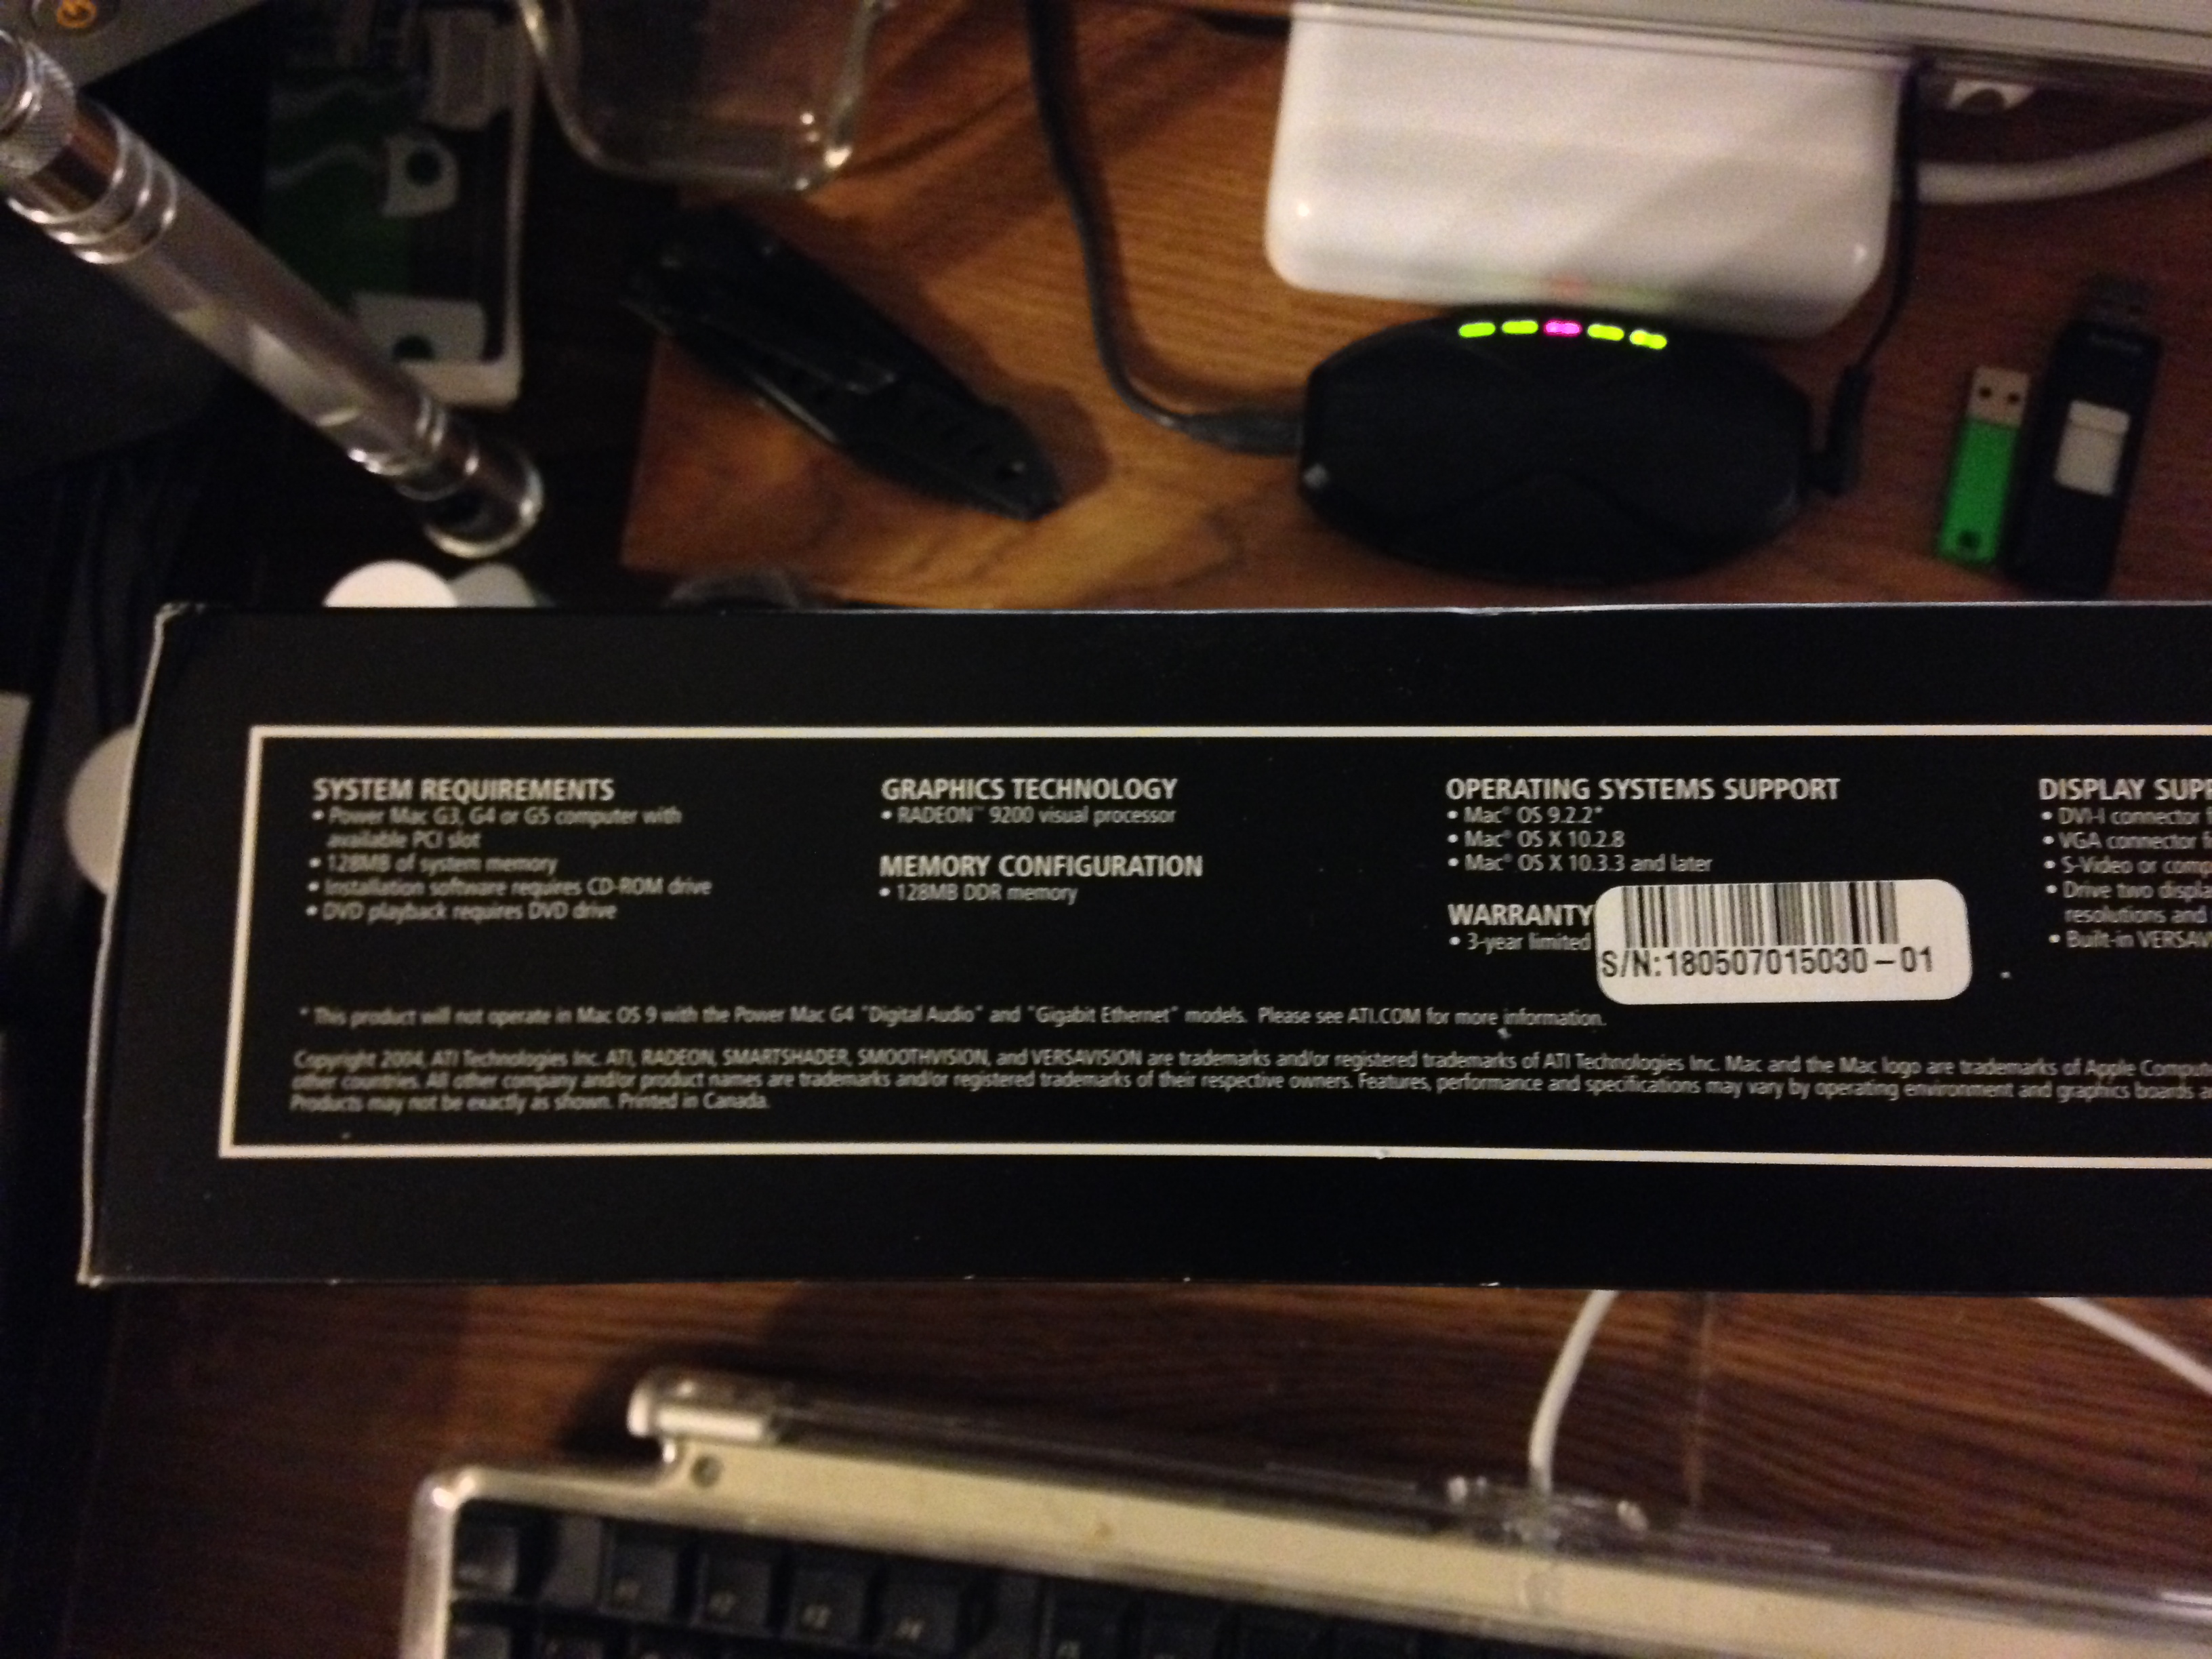 SYSTEM REQUIREMENTS
• Power Mac G3, G4 or G5 computer with
available PCI slot
• 128MB of system memory
• Installation software requires CD-ROM drive
• DVD playback requires DVD drive
GRAPHICS TECHNOLOGY
• RADEON™ 9200 visual processor
MEMORY CONFIGURATION
• 128MB DDR memory
OPERATING SYSTEMS SUPPORT
• Mac® OS 9.2.2*
• Mac® OS X 10.2.8
• Mac® OS X 10.3.3 and later
WARRANTY
• 3-year limited
S/N:180507015030-01
DISPLAY SUPP
• DVI-I connector f
• VGA connector f
• S-Video or comp
• Drive two displa
resolutions and
• Built-in VERSAV
* This product will not operate in Mac OS 9 with the Power Mac G4 "Digital Audio" and "Gigabit Ethernet" models. Please see ATI.COM for more information.
Copyright 2004, ATI Technologies Inc. ATI, RADEON, SMARTSHADER, SMOOTHVISION, and VERSAVISION are trademarks and/or registered trademarks of ATI Technologies Inc. Mac and the Mac logo are trademarks of Apple Comput
other countries. All other company and/or product names are trademarks and/or registered trademarks of their respective owners. Features, performance and specifications may vary by operating environment and graphics boards a
Products may not be exactly as shown. Printed in Canada.